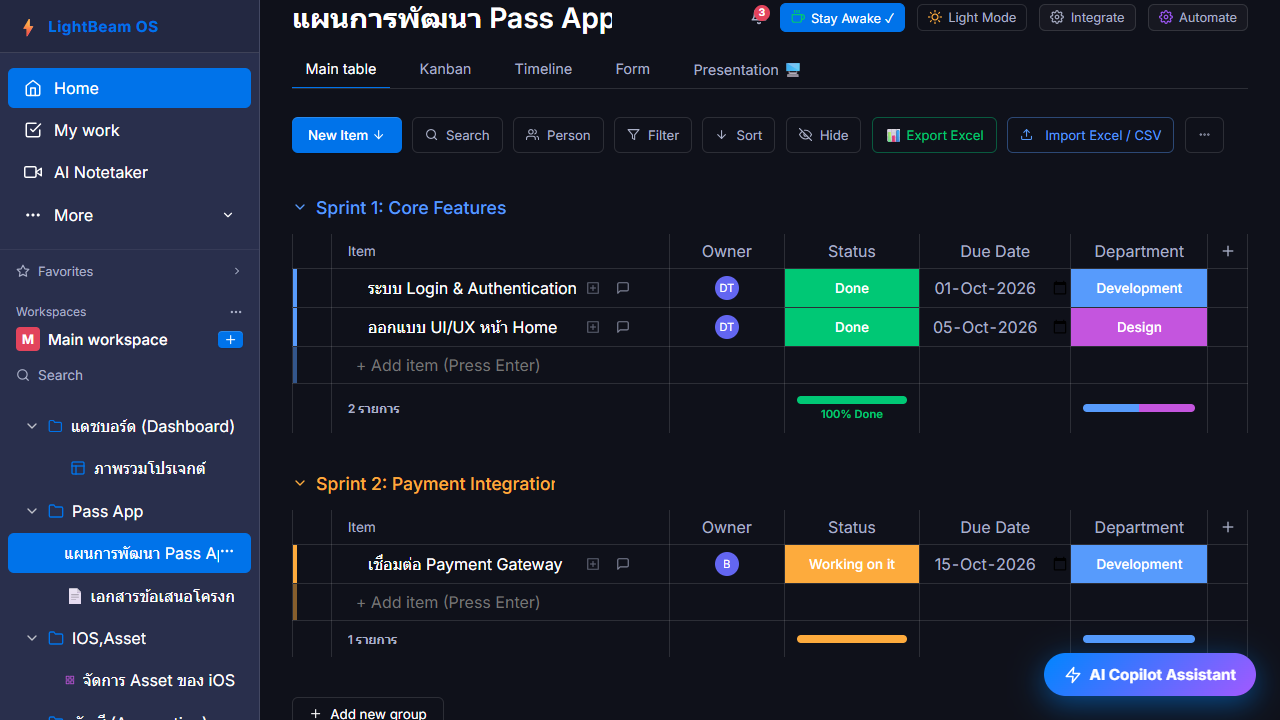 LightBeam OS
Home
My work
AI Notetaker
More
Favorites
Workspaces
M Main workspace
Search
แดชบอร์ด (Dashboard)
ภาพรวมโปรเจกต์
Pass App
แผนการพัฒนา Pass Ap
เอกสารข้อเสนอโครงก
IOS,Asset
จัดการ Asset ของ iOS
แผนการพัฒนา Pass App
3
Stay Awake ✓
Light Mode
Integrate
Automate
Main table
Kanban
Timeline
Form
Presentation
New Item ↓
Search
Person
Filter
Sort
Hide
Export Excel
Import Excel / CSV
Sprint 1: Core Features
Item Owner Status Due Date Department +
ระบบ Login & Authentication DT Done 01-Oct-2026 Development
ออกแบบ UI/UX หน้า Home DT Done 05-Oct-2026 Design
+ Add item (Press Enter)
2 รายการ
100% Done
Sprint 2: Payment Integration
Item Owner Status Due Date Department +
เชื่อมต่อ Payment Gateway B Working on it 15-Oct-2026 Development
+ Add item (Press Enter)
1 รายการ
AI Copilot Assistant
+ Add new group